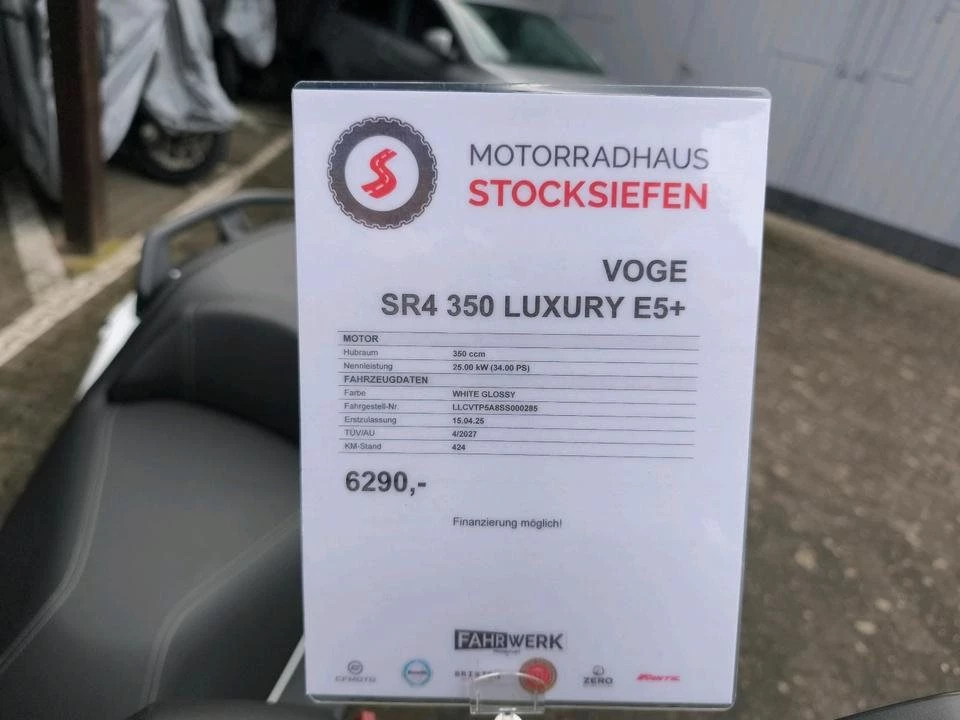 MOTORRADHAUS
STOCKSIEFEN
VOGE
SR4 350 LUXURY E5+
MOTOR
Hubraum 350 ccm
Nennleistung 25.00 kW (34.00 PS)
FAHRZEUGDATEN
Farbe WHITE GLOSSY
Fahrgestell-Nr. LLCVTP5A8SS000285
Erstzulassung 15.04.25
TÜV/AU 4/2027
KM-Stand 424
6290,-
Finanzierung möglich!
FAHRWERK
CFMOTO ZERO FANTIC